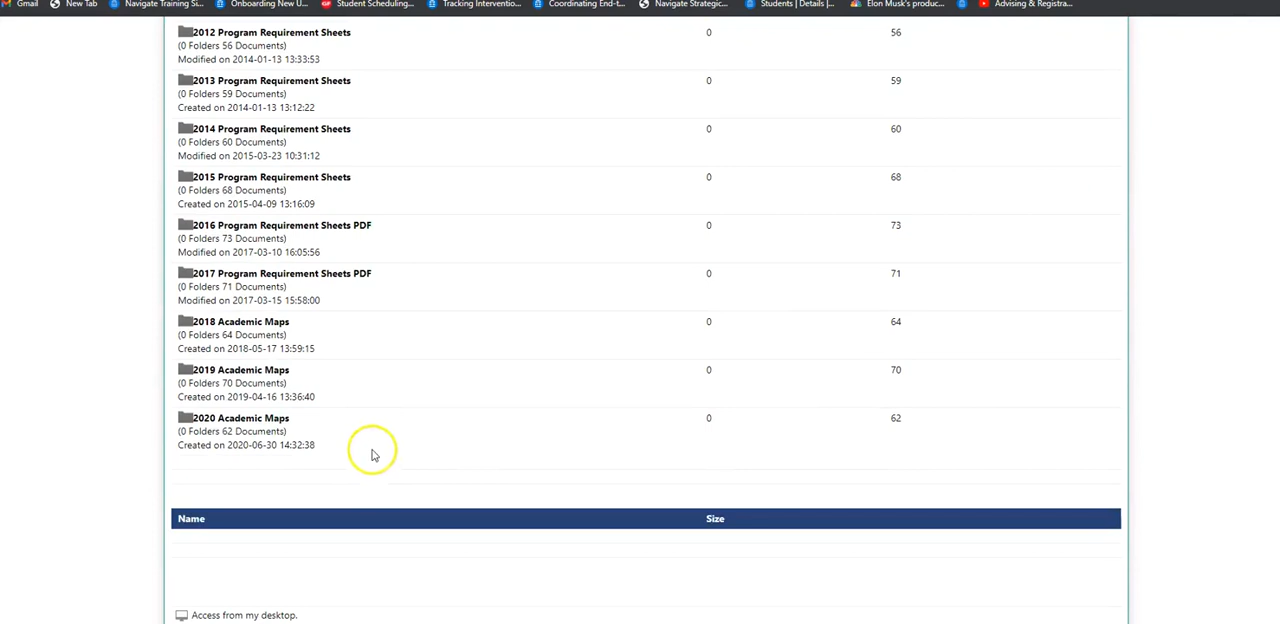 Gmail New Tab Navigate Training Si... Onboarding New U... Student Scheduling... Tracking Interventio... Coordinating End-t... Navigate Strategic... Students | Details |... Elon Musk's produc... Advising & Registra...
2012 Program Requirement Sheets 0 56
(0 Folders 56 Documents)
Modified on 2014-01-13 13:33:53
2013 Program Requirement Sheets 0 59
(0 Folders 59 Documents)
Created on 2014-01-13 13:12:22
2014 Program Requirement Sheets 0 60
(0 Folders 60 Documents)
Modified on 2015-03-23 10:31:12
2015 Program Requirement Sheets 0 68
(0 Folders 68 Documents)
Created on 2015-04-09 13:16:09
2016 Program Requirement Sheets PDF 0 73
(0 Folders 73 Documents)
Modified on 2017-03-10 16:05:56
2017 Program Requirement Sheets PDF 0 71
(0 Folders 71 Documents)
Modified on 2017-03-15 15:58:00
2018 Academic Maps 0 64
(0 Folders 64 Documents)
Created on 2018-05-17 13:59:15
2019 Academic Maps 0 70
(0 Folders 70 Documents)
Created on 2019-04-16 13:36:40
2020 Academic Maps 0 62
(0 Folders 62 Documents)
Created on 2020-06-30 14:32:38
Name Size
Access from my desktop.